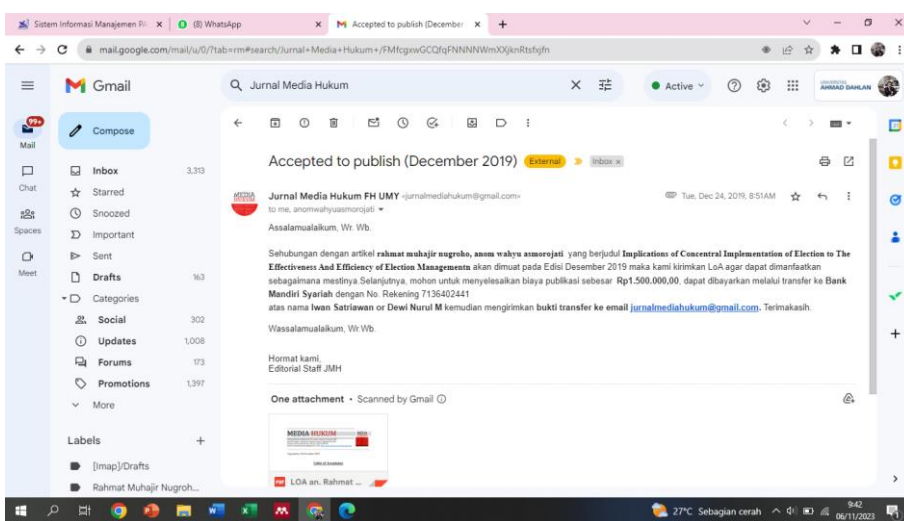 Sistem Informasi Manajemen P
(8) WhatsApp
Accepted to publish (December
mail.google.com/mail/u/0/?tab=rm#search/Jurnal+Media+Hukum+/
Gmail
Jurnal Media Hukum
Active
UNIVERSITAS
AHMAD DAHLAN
99+
Mail
Chat
Spaces
Meet
Compose
Inbox 3,313
Starred
Snoozed
Important
Sent
Drafts 163
Categories
Social 302
Updates 1,008
Forums 173
Promotions 1,397
More
Labels +
[Imap]/Drafts
Rahmat Muhajir Nugroh...
Accepted to publish (December 2019) External Inbox x
Jurnal Media Hukum FH UMY <jurnalmediahukum@gmail.com> Tue, Dec 24, 2019, 8:51AM
to me, anomwahyuasmorojati
Assalamualaikum, Wr. Wb.
Sehubungan dengan artikel rahmat muhajir nugroho, anom wahyu asmorojati yang berjudul Implications of Concentral Implementation of Election to The
Effectiveness And Efficiency of Election Managementn akan dimuat pada Edisi Desember 2019 maka kami kirimkan LoA agar dapat dimanfaatkan
sebagaimana mestinya.Selanjutnya, mohon untuk menyelesaikan biaya publikasi sebesar Rp1.500.000,00, dapat dibayarkan melalui transfer ke Bank
Mandiri Syariah dengan No. Rekening 7136402441
atas nama Iwan Satriawan or Dewi Nurul M kemudian mengirimkan bukti transfer ke email jurnalmediahukum@gmail.com. Terimakasih.
Wassalamualaikum, Wr.Wb.
Hormat kami,
Editorial Staff JMH
One attachment • Scanned by Gmail
MEDIA HUKUM
PDF LOA an. Rahmat ...
27°C Sebagian cerah
9:42
06/11/2023